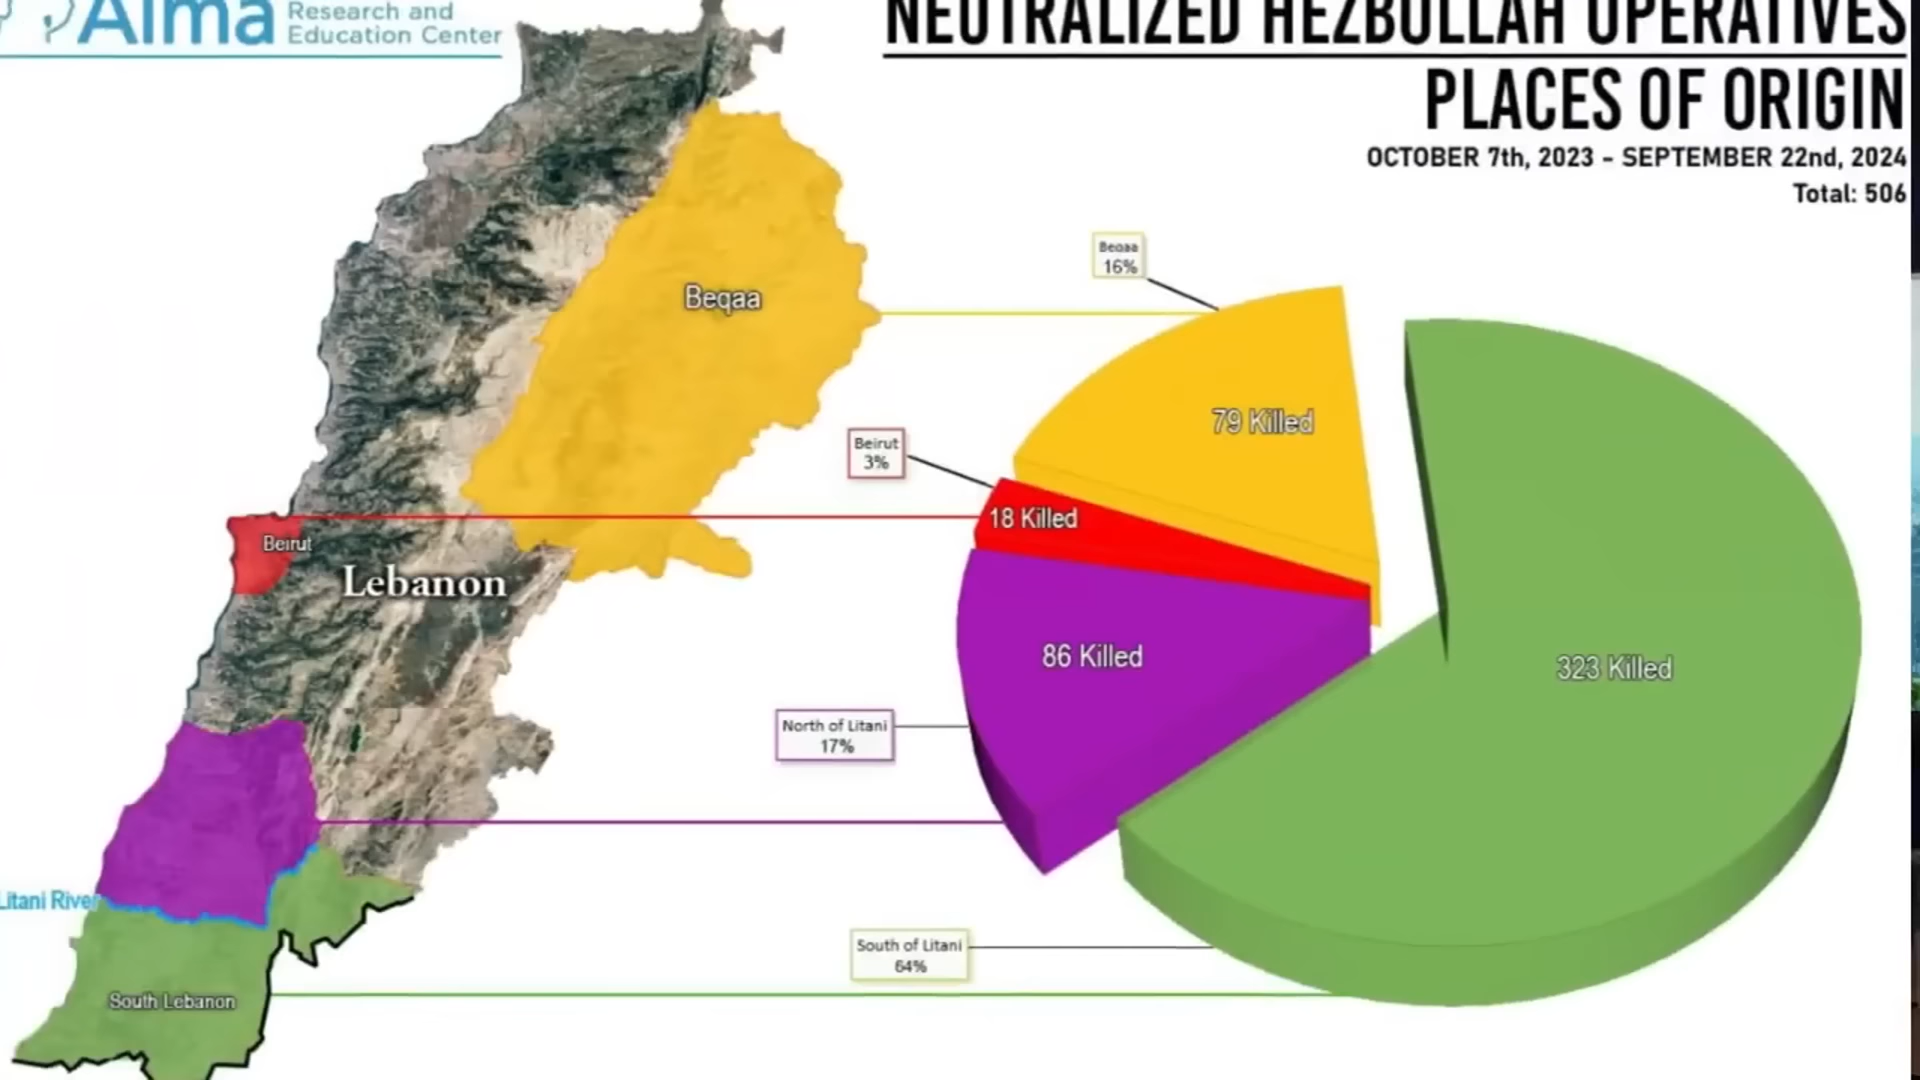 Alma Research and
Education Center
NEUTRALIZED HEZBULLAH OPERATIVES
PLACES OF ORIGIN
OCTOBER 7th, 2023 - SEPTEMBER 22nd, 2024
Total: 506
Beqaa
16%
Beqaa
79 Killed
Beirut
3%
18 Killed
Beirut
Lebanon
86 Killed
323 Killed
North of Litani
17%
Litani River
South of Litani
64%
South Lebanon